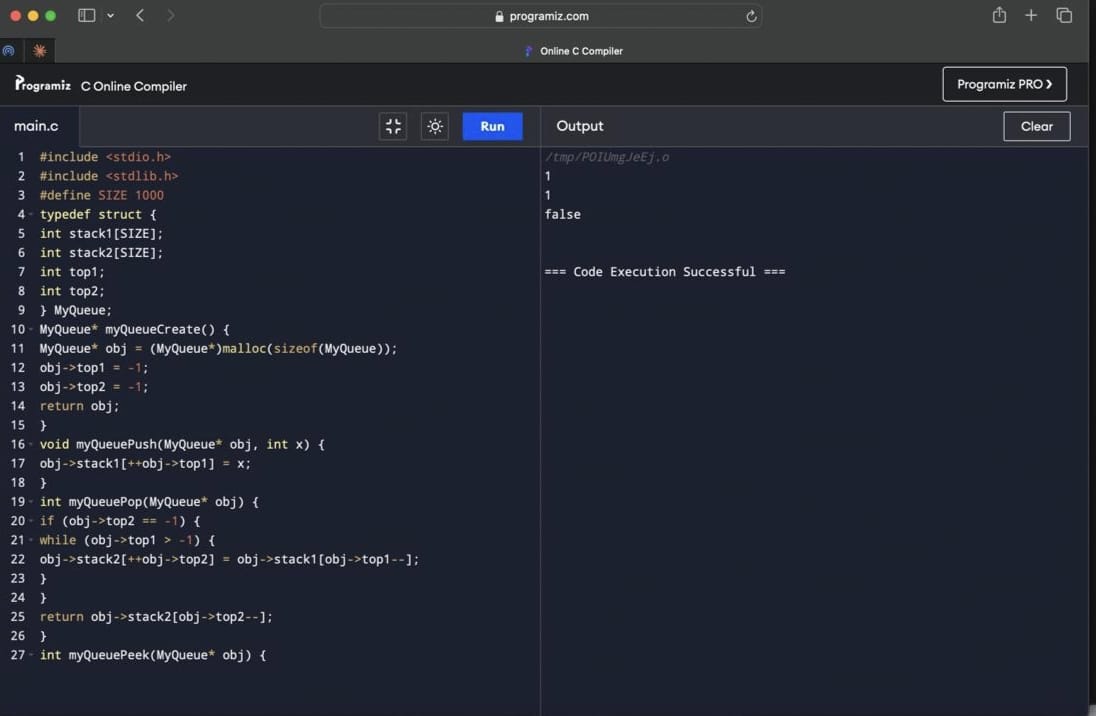 programiz.com
Online C Compiler
Programiz C Online Compiler
Programiz PRO ❯
main.c
Run
Output
Clear
1 #include <stdio.h>
2 #include <stdlib.h>
3 #define SIZE 1000
4 typedef struct {
5 int stack1[SIZE];
6 int stack2[SIZE];
7 int top1;
8 int top2;
9 } MyQueue;
10 MyQueue* myQueueCreate() {
11 MyQueue* obj = (MyQueue*)malloc(sizeof(MyQueue));
12 obj->top1 = -1;
13 obj->top2 = -1;
14 return obj;
15 }
16 void myQueuePush(MyQueue* obj, int x) {
17 obj->stack1[++obj->top1] = x;
18 }
19 int myQueuePop(MyQueue* obj) {
20 if (obj->top2 == -1) {
21 while (obj->top1 > -1) {
22 obj->stack2[++obj->top2] = obj->stack1[obj->top1--];
23 }
24 }
25 return obj->stack2[obj->top2--];
26 }
27 int myQueuePeek(MyQueue* obj) {
/tmp/POIUmgJeEj.o
1
1
false
=== Code Execution Successful ===